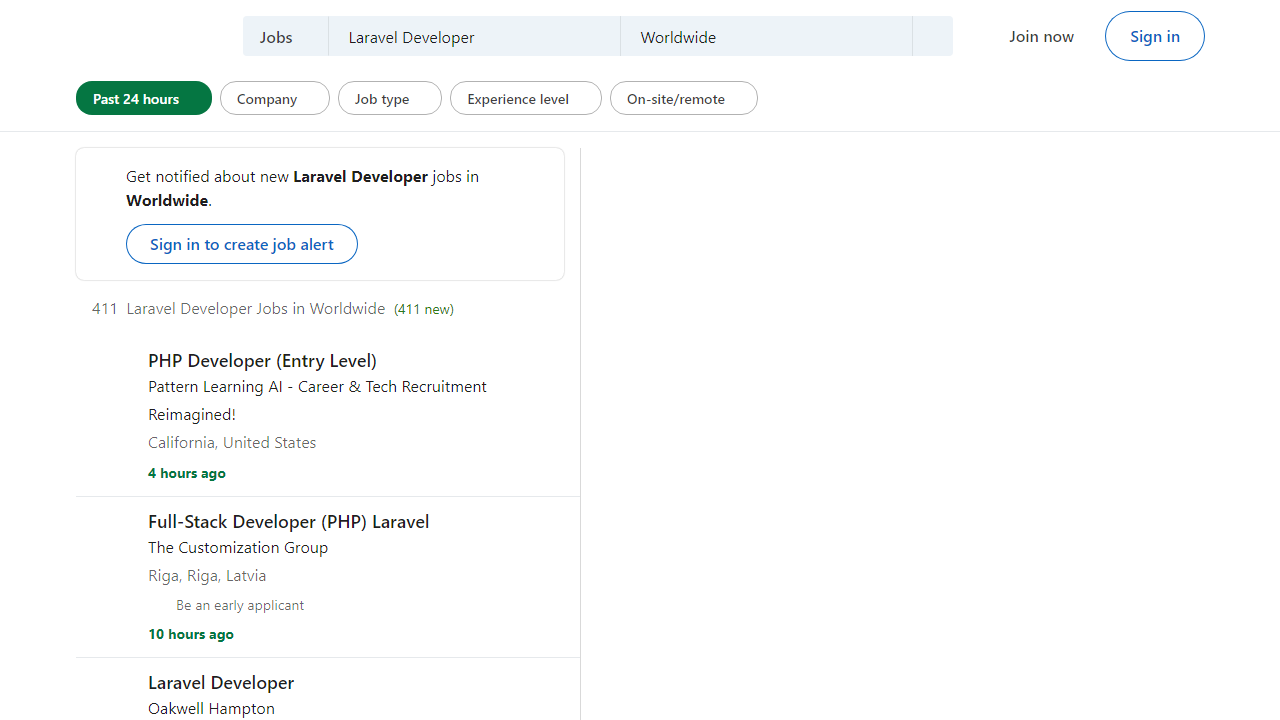 Jobs
Laravel Developer
Worldwide
Join now
Sign in
Past 24 hours
Company
Job type
Experience level
On-site/remote
Get notified about new Laravel Developer jobs in
Worldwide.
Sign in to create job alert
411 Laravel Developer Jobs in Worldwide (411 new)
PHP Developer (Entry Level)
Pattern Learning AI - Career & Tech Recruitment
Reimagined!
California, United States
4 hours ago
Full-Stack Developer (PHP) Laravel
The Customization Group
Riga, Riga, Latvia
Be an early applicant
10 hours ago
Laravel Developer
Oakwell Hampton